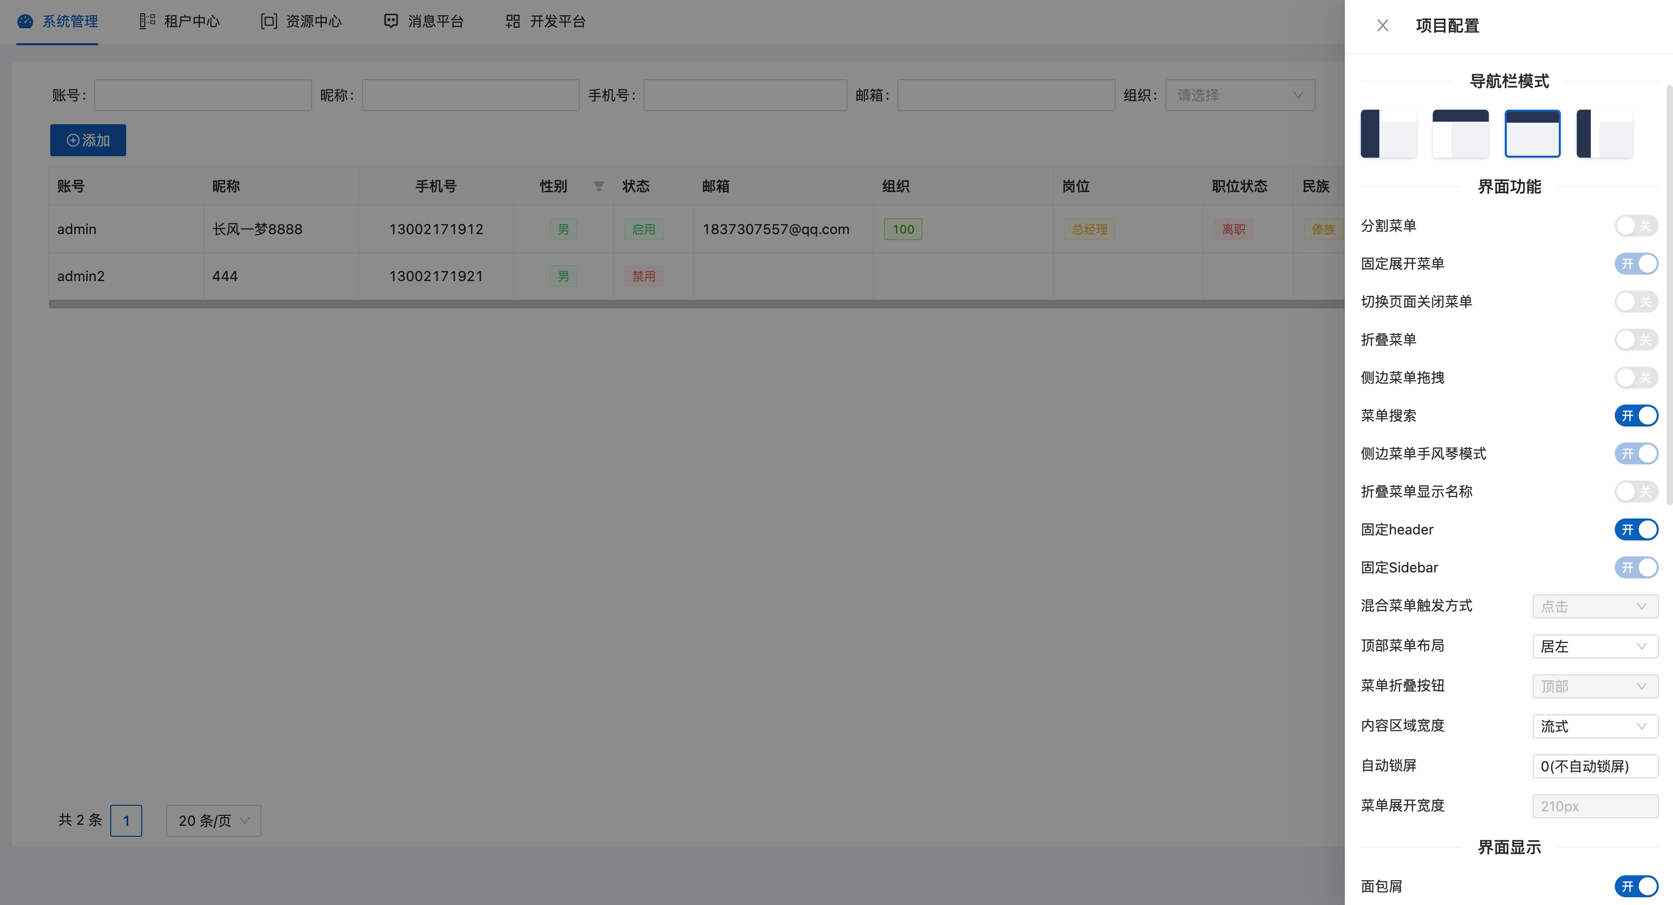 系统管理 租户中心 资源中心 消息平台 开发平台
账号: 昵称: 手机号: 邮箱: 组织: 请选择
添加
账号 昵称 手机号 性别 状态 邮箱 组织 岗位 职位状态 民族
admin 长风一梦8888 13002171912 男 启用 1837307557@qq.com 100 总经理 离职 傣族
admin2 444 13002171921 男 禁用
共 2 条 1 20 条/页
项目配置
导航栏模式
界面功能
分割菜单 关
固定展开菜单 开
切换页面关闭菜单 关
折叠菜单 关
侧边菜单拖拽 关
菜单搜索 开
侧边菜单手风琴模式 开
折叠菜单显示名称 关
固定header 开
固定Sidebar 开
混合菜单触发方式 点击
顶部菜单布局 居左
菜单折叠按钮 顶部
内容区域宽度 流式
自动锁屏 0(不自动锁屏)
菜单展开宽度 210px
界面显示
面包屑 开